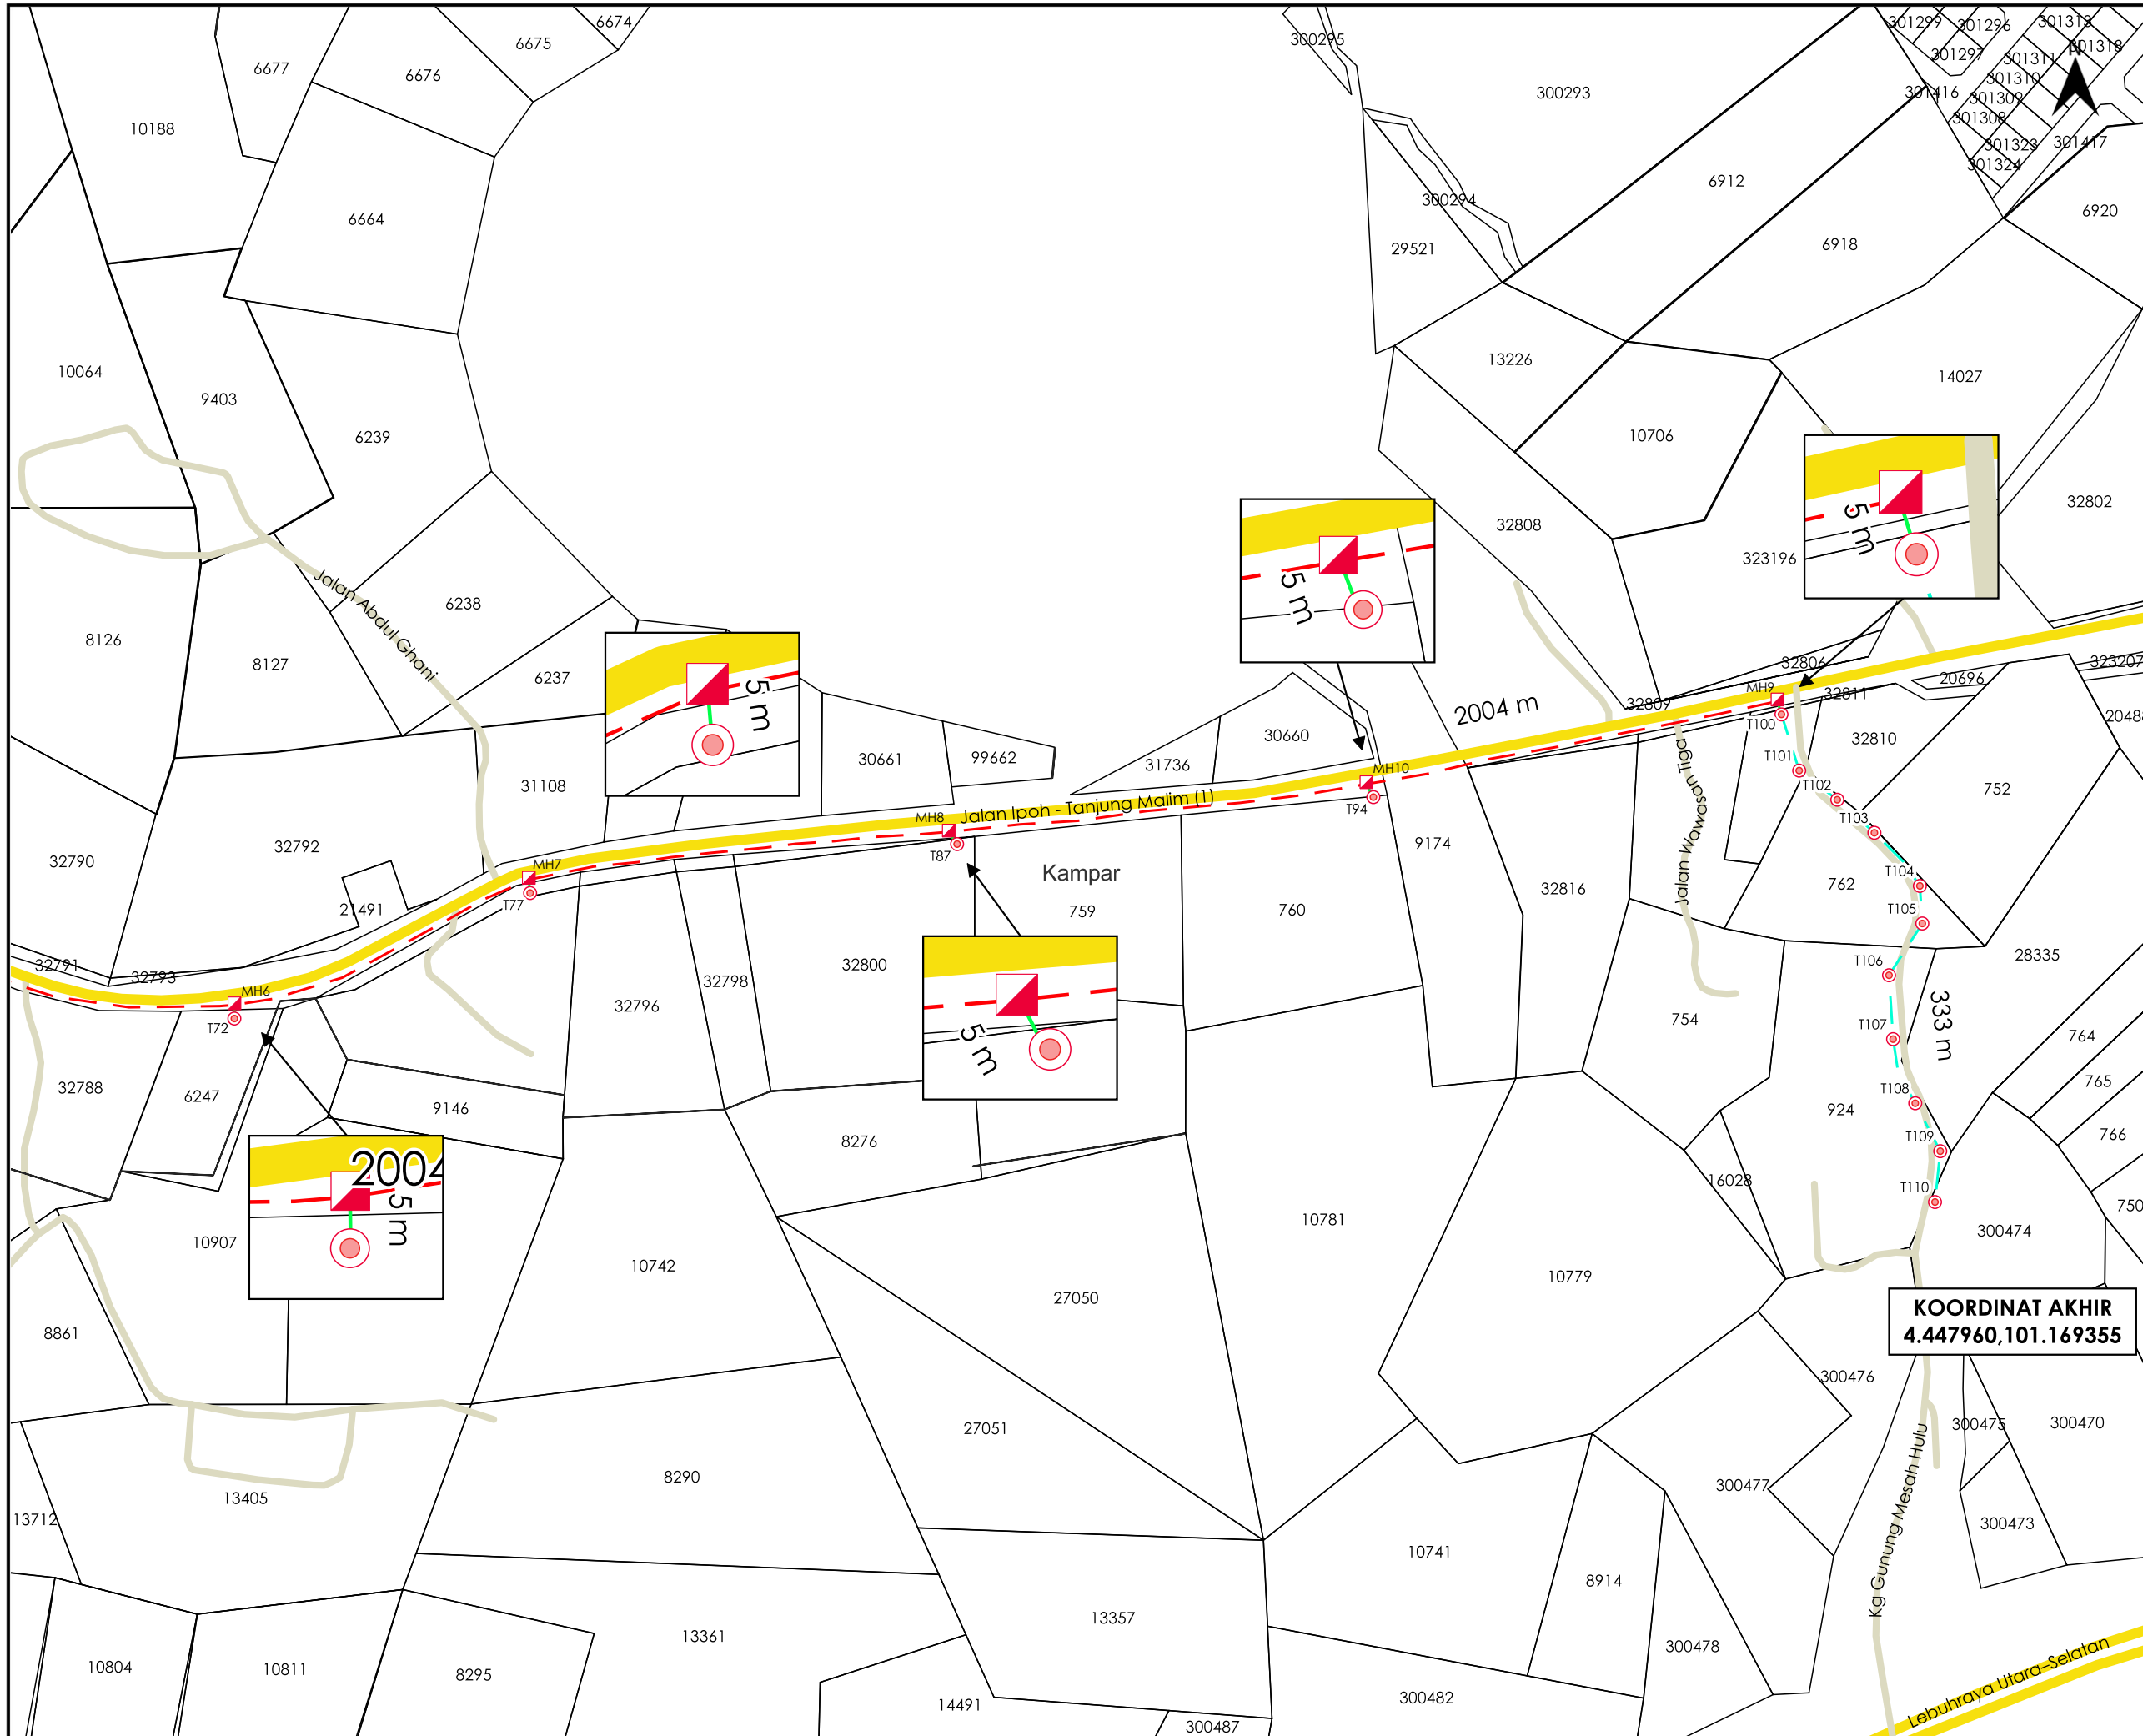 6674
6675
6677
6676
10188
6664
10064
9403
6239
300295
300293
300294
29521
6912
6918
6920
301299
301296
301313
301318
301297
301311
301310
301416
301309
301308
301323
301417
301324
N
13226
10706
14027
32808
323196
32802
8126
8127
6238
6237
Jalan Abdul Ghani
31108
30661
99662
31736
30660
2004 m
32809
32806
32811
20696
323207
32810
752
5 m
5 m
5 m
5 m
5 m
MH9
T100
T101
T102
T103
T104
T105
T106
T107
T108
T109
T110
MH10
T94
Jalan Ipoh - Tanjung Malim (1)
MH8
T87
MH7
T77
MH6
T72
32790
32792
21491
32791
32793
32788
6247
9146
32796
32798
32800
Kampar
759
760
9174
32816
Jalan Wawasan Tiga
762
754
28335
333 m
764
765
766
924
16028
8276
10907
8861
10742
27050
27051
10781
10779
300474
KOORDINAT AKHIR
4.447960,101.169355
300476
300475
300470
300477
300473
Kg Gunung Mesah Hulu
13405
13712
8290
10741
8914
300478
13357
13361
10804
10811
8295
14491
300487
300482
Lebuhraya Utara–Selatan